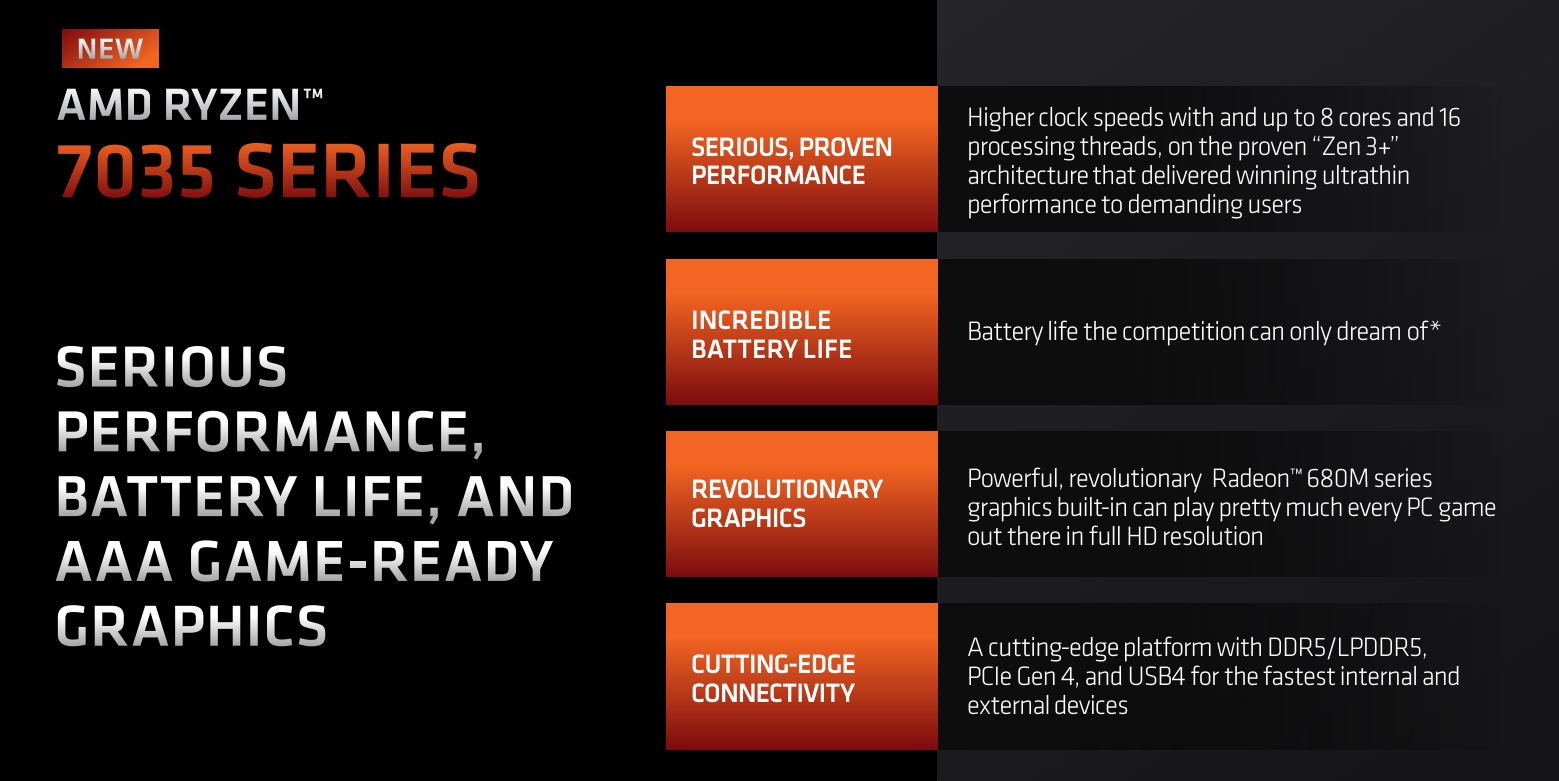 NEW
AMD RYZEN™
7035 SERIES
SERIOUS
PERFORMANCE,
BATTERY LIFE, AND
AAA GAME-READY
GRAPHICS
SERIOUS, PROVEN
PERFORMANCE
Higher clock speeds with and up to 8 cores and 16
processing threads, on the proven “Zen 3+”
architecture that delivered winning ultrathin
performance to demanding users
INCREDIBLE
BATTERY LIFE
Battery life the competition can only dream of*
REVOLUTIONARY
GRAPHICS
Powerful, revolutionary Radeon™ 680M series
graphics built-in can play pretty much every PC game
out there in full HD resolution
CUTTING-EDGE
CONNECTIVITY
A cutting-edge platform with DDR5/LPDDR5,
PCIe Gen 4, and USB4 for the fastest internal and
external devices